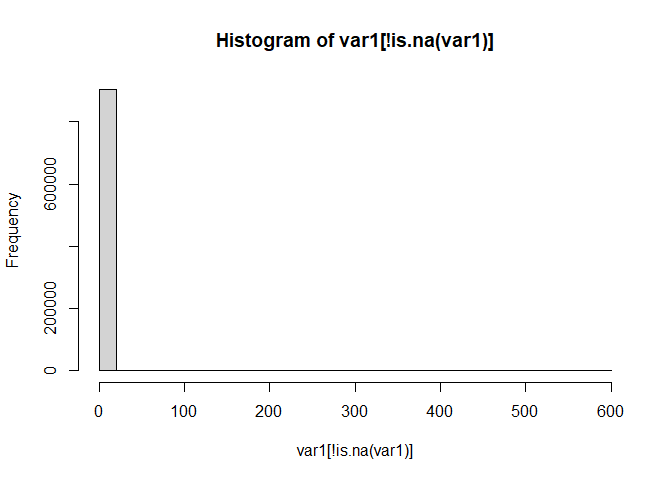 Histogram of var1[!is.na(var1)]
Frequency
600000
200000
0
0 100 200 300 400 500 600
var1[!is.na(var1)]